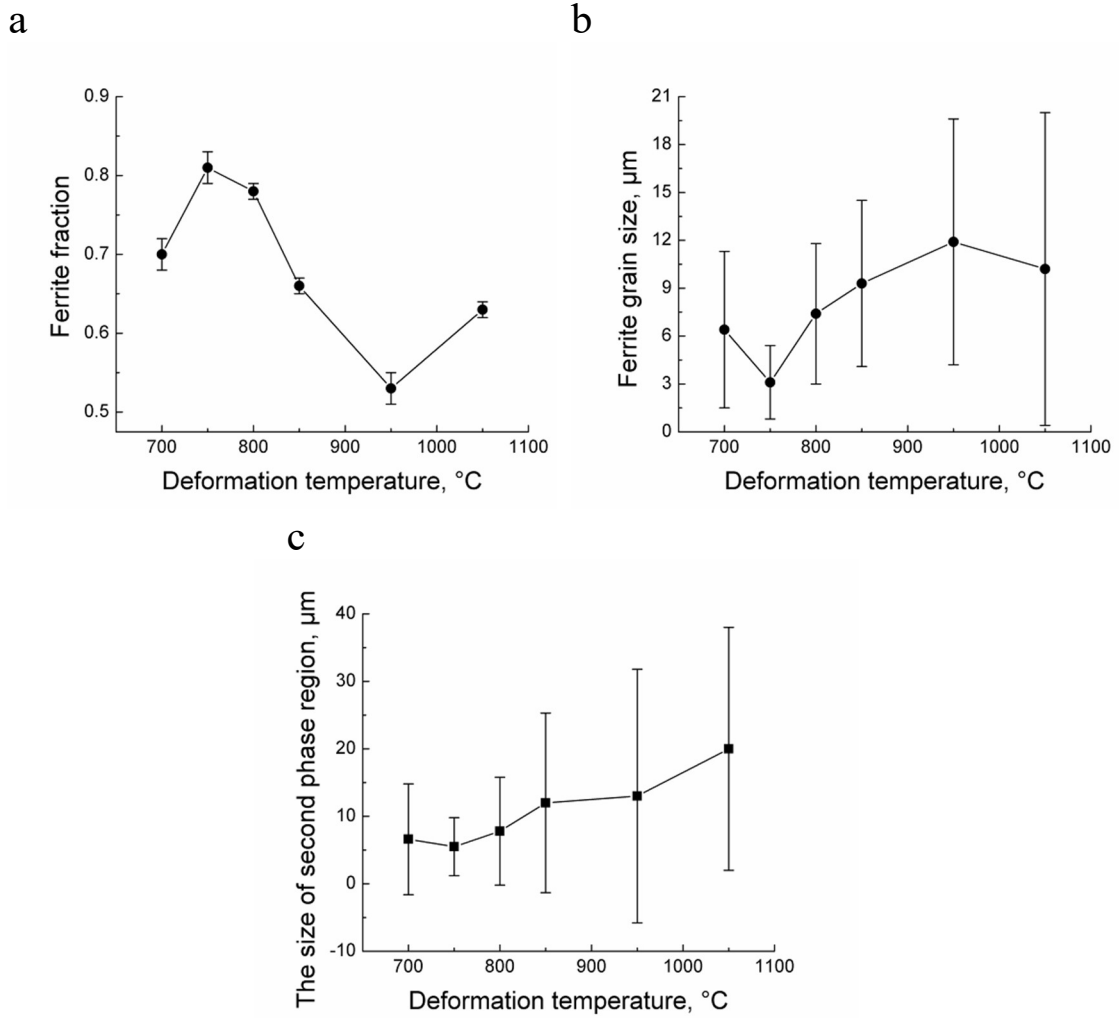 a
0.9
0.8
0.7
0.6
0.5
Ferrite fraction
700 800 900 1000 1100
Deformation temperature, °C
b
21
18
15
12
9
6
3
0
Ferrite grain size, μm
700 800 900 1000 1100
Deformation temperature, °C
c
40
30
20
10
0
-10
The size of second phase region, μm
700 800 900 1000 1100
Deformation temperature, °C